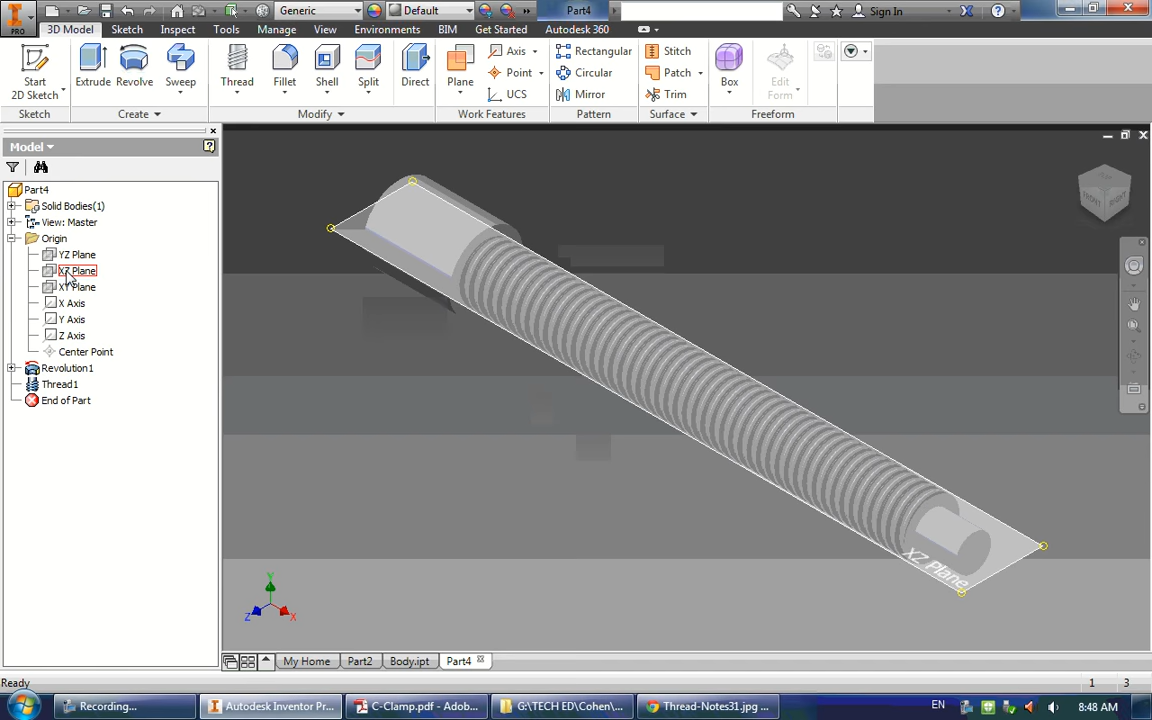 PRO
Generic
Default
Part4
Sign In
3D Model
Sketch
Inspect
Tools
Manage
View
Environments
BIM
Get Started
Autodesk 360
Start
2D Sketch
Extrude
Revolve
Sweep
Thread
Fillet
Shell
Split
Direct
Plane
Axis
Point
UCS
Rectangular
Circular
Mirror
Stitch
Patch
Trim
Box
Edit
Form
Sketch
Create
Modify
Work Features
Pattern
Surface
Freeform
Model
Part4
Solid Bodies(1)
View: Master
Origin
YZ Plane
XZ Plane
XY Plane
X Axis
Y Axis
Z Axis
Center Point
Revolution1
Thread1
End of Part
FRONT
RIGHT
XZ Plane
Y
Z
X
My Home
Part2
Body.ipt
Part4
Ready
1
3
Recording...
Autodesk Inventor Pr...
C-Clamp.pdf - Adob...
G:\TECH ED\Cohen\...
Thread-Notes31.jpg ...
EN
8:48 AM